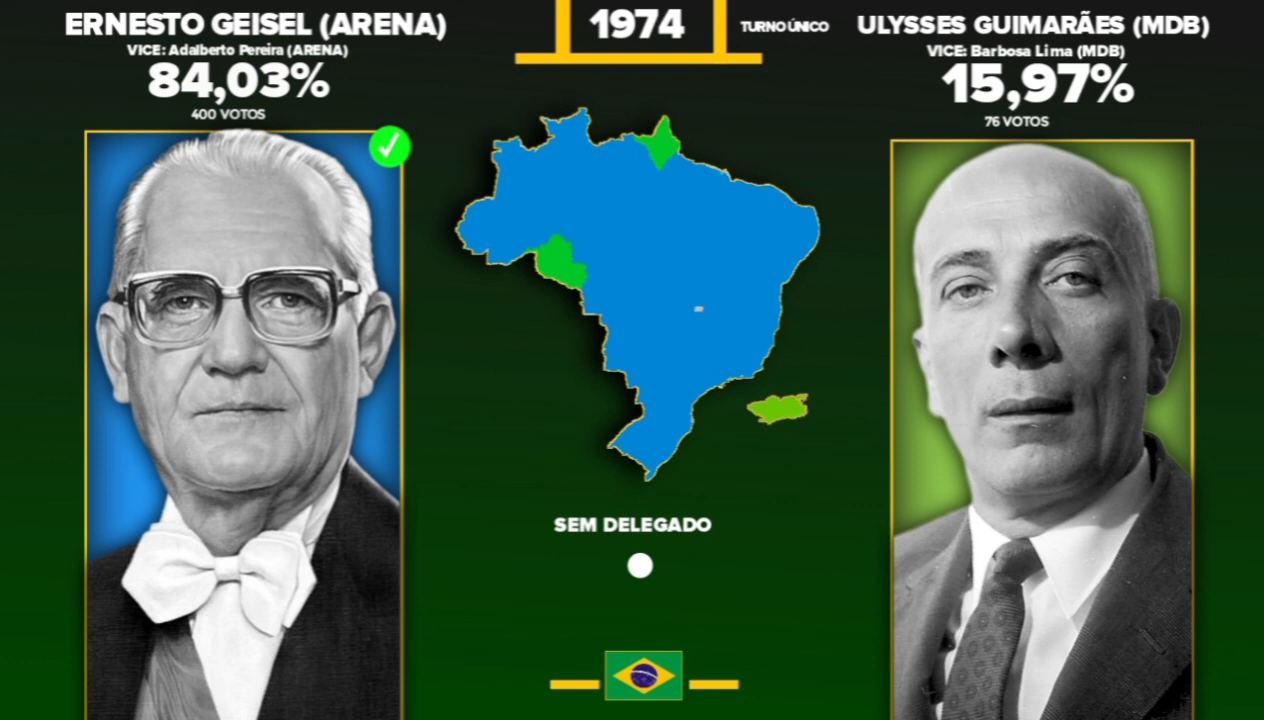 ERNESTO GEISEL (ARENA)
VICE: Adalberto Pereira (ARENA)
84,03%
400 VOTOS
1974
TURNO ÚNICO
ULYSSES GUIMARÃES (MDB)
VICE: Barbosa Lima (MDB)
15,97%
76 VOTOS
SEM DELEGADO